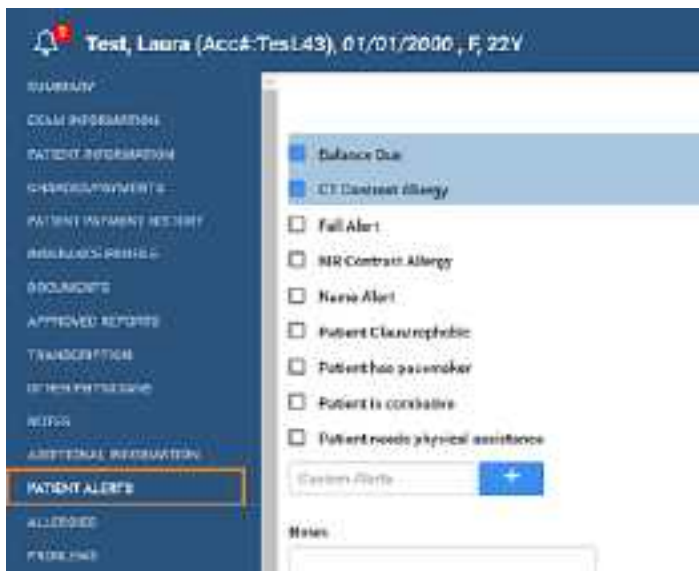 Test, Laura (Acc#:TesL43), 01/01/2000 , F, 22Y
SUMMARY
EXAM INFORMATION
PATIENT INFORMATION
CHARGES/PAYMENTS
PATIENT PAYMENT HISTORY
INSURANCE PROFILE
DOCUMENTS
APPROVED REPORTS
TRANSCRIPTION
OTHER PHYSICIANS
NOTES
ADDITIONAL INFORMATION
PATIENT ALERTS
ALLERGIES
PROBLEMS
Balance Due
CT Contrast Allergy
Fall Alert
MR Contrast Allergy
Name Alert
Patient Claustrophobic
Patient has pacemaker
Patient is combative
Patient needs physical assistance
Custom Alerts
+
Notes